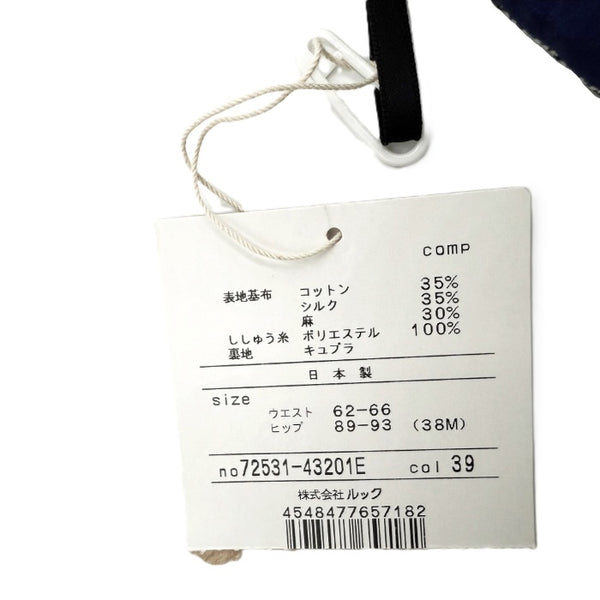 comp
表地基布 コットン 35%
シルク 35%
麻 30%
ししゅう糸 ポリエステル 100%
裏地 キュプラ
日本製
size
ウエスト 62-66
ヒップ 89-93 (38M)
no72531-43201E col 39
株式会社ルック
4548477657182